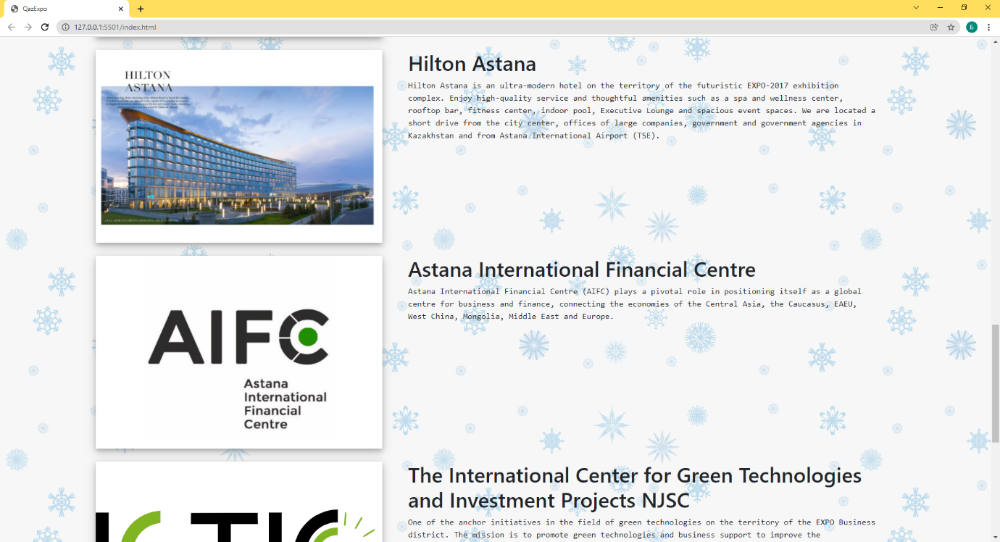 QazExpo
127.0.0.1:5501/index.html
Б
HILTON
ASTANA
Hilton Astana
Hilton Astana is an ultra-modern hotel on the territory of the futuristic EXPO-2017 exhibition
complex. Enjoy high-quality service and thoughtful amenities such as a spa and wellness center,
rooftop bar, fitness center, indoor pool, Executive Lounge and spacious event spaces. We are located a
short drive from the city center, offices of large companies, government and government agencies in
Kazakhstan and from Astana International Airport (TSE).
AIFC
Astana
International
Financial
Centre
Astana International Financial Centre
Astana International Financial Centre (AIFC) plays a pivotal role in positioning itself as a global
centre for business and finance, connecting the economies of the Central Asia, the Caucasus, EAEU,
West China, Mongolia, Middle East and Europe.
The International Center for Green Technologies
and Investment Projects NJSC
One of the anchor initiatives in the field of green technologies on the territory of the EXPO Business
district. The mission is to promote green technologies and business support to improve the